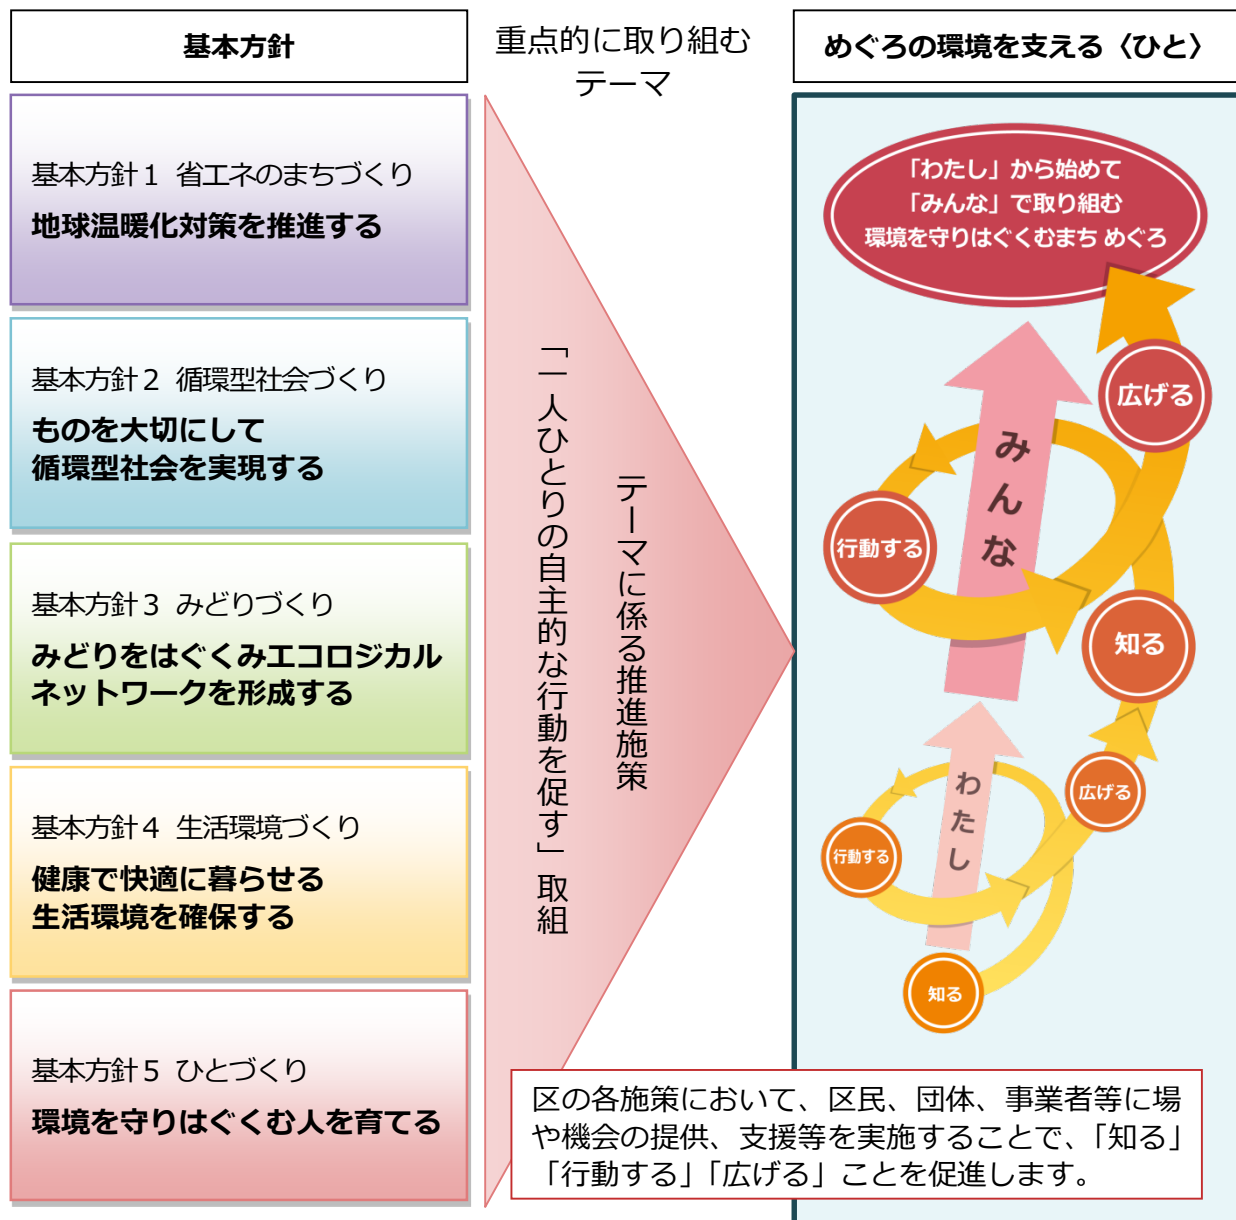 基本方針
重点的に取り組む
テーマ
めぐろの環境を支える〈ひと〉
基本方針１ 省エネのまちづくり
地球温暖化対策を推進する
基本方針２ 循環型社会づくり
ものを大切にして
循環型社会を実現する
基本方針３ みどりづくり
みどりをはぐくみエコロジカル
ネットワークを形成する
基本方針４ 生活環境づくり
健康で快適に暮らせる
生活環境を確保する
基本方針５ ひとづくり
環境を守りはぐくむ人を育てる
テーマに係る推進施策
「一人ひとりの自主的な行動を促す」取組
「わたし」から始めて
「みんな」で取り組む
環境を守りはぐくむまち めぐろ
広げる
みんな
行動する
知る
広げる
わたし
行動する
知る
区の各施策において、区民、団体、事業者等に場
や機会の提供、支援等を実施することで、「知る」
「行動する」「広げる」ことを促進します。